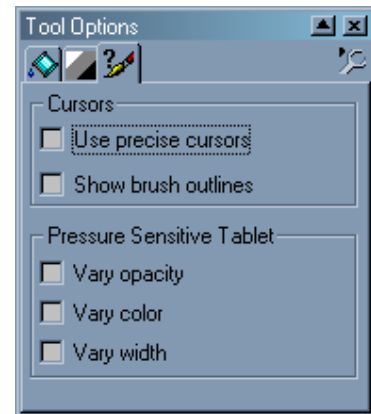 Tool Options
Cursors
Use precise cursors
Show brush outlines
Pressure Sensitive Tablet
Vary opacity
Vary color
Vary width